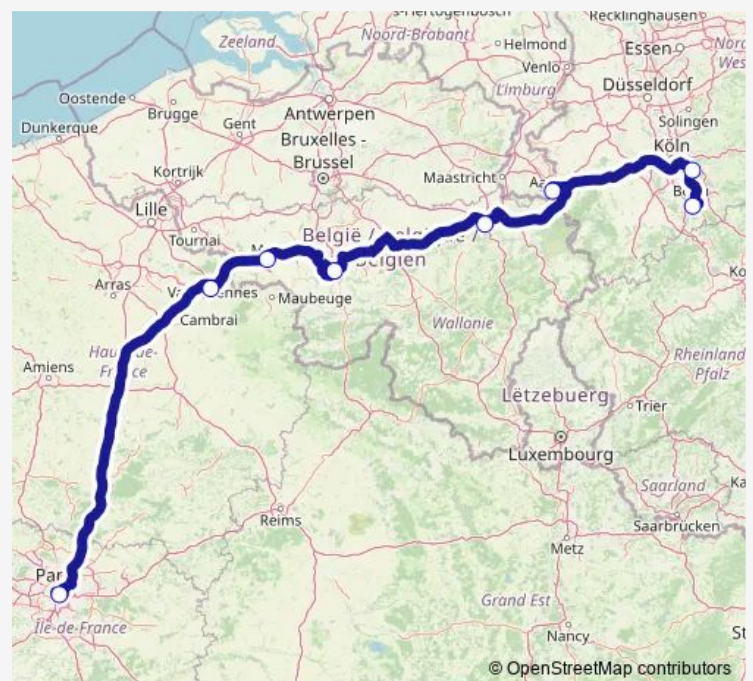 s-Hertogenbosch
Recklinghausen
Zeeland
Noord-Brabant
Helmond
Essen
Venlo
Oostende
Brugge
Antwerpen
Düsseldorf
Dunkerque
Gent
Limburg
Solingen
Bruxelles -
Brussel
Köln
Kortrijk
Maastricht
Lille
Tournai
België /
Belgien
Arras
Maubeuge
Cambrai
Wallonie
Amiens
Rheinland
Pfalz
Lëtzebuerg
Trier
Luxembourg
Saarland
Reims
Saarbrücken
Metz
Île-de-France
Grand Est
Nancy
© OpenStreetMap contributors